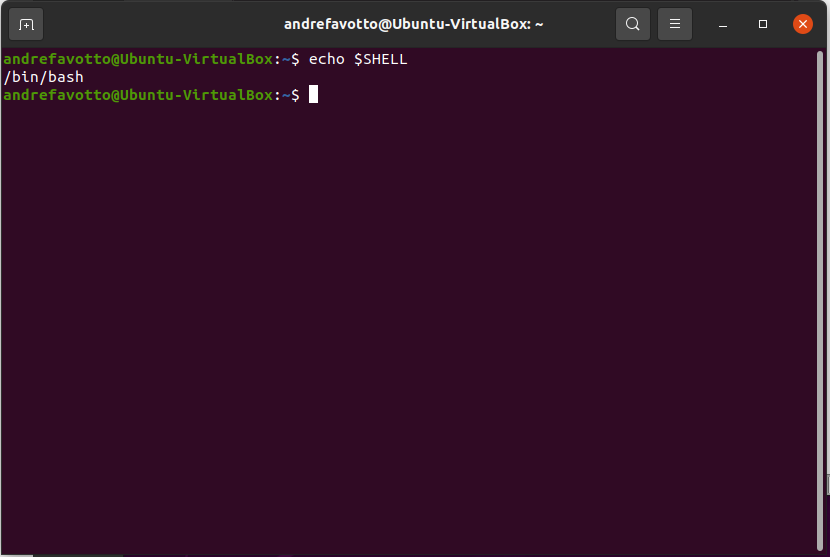 andrefavotto@Ubuntu-VirtualBox: ~
andrefavotto@Ubuntu-VirtualBox:~$ echo $SHELL
/bin/bash
andrefavotto@Ubuntu-VirtualBox:~$